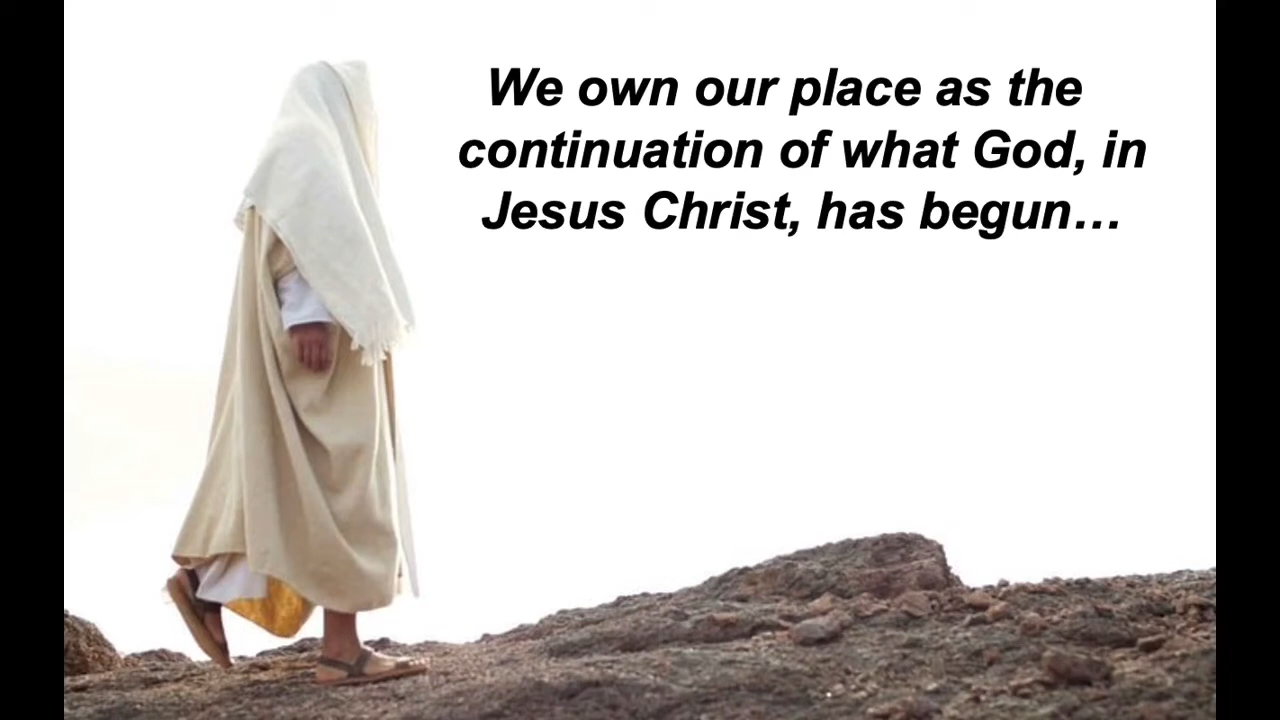 We own our place as the
continuation of what God, in
Jesus Christ, has begun…